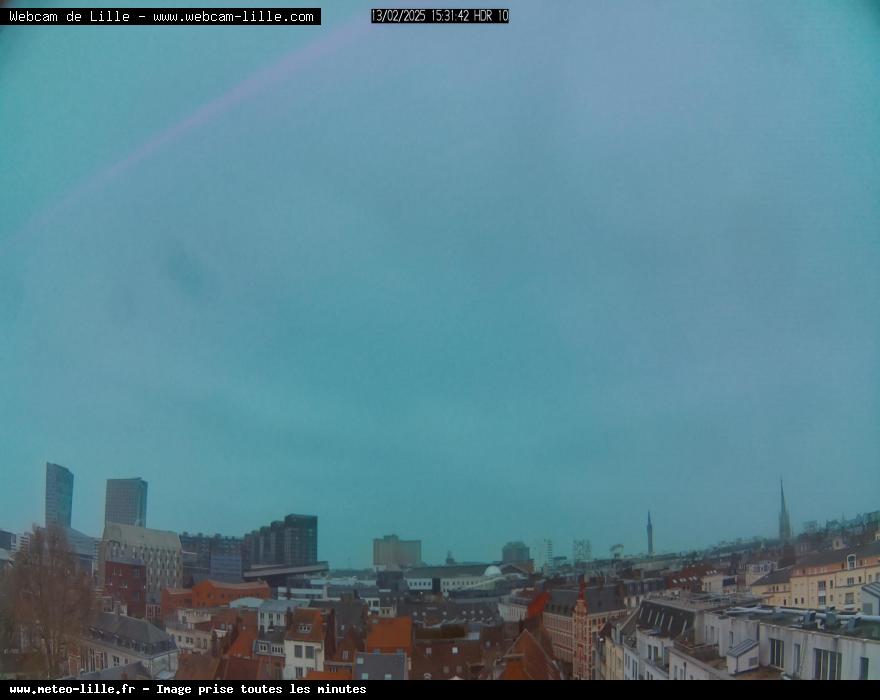 Webcam de Lille - www.webcam-lille.com
13/02/2025 15:31:42 HDR 10
www.meteo-lille.fr - Image prise toutes les minutes